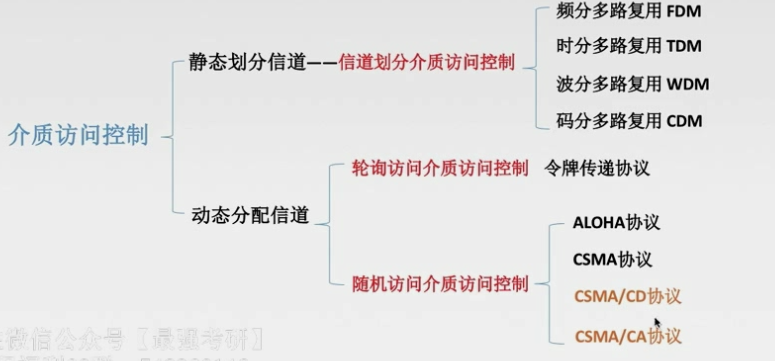 频分多路复用 FDM
静态划分信道——信道划分介质访问控制
时分多路复用 TDM
波分多路复用 WDM
码分多路复用 CDM
介质访问控制
轮询访问介质访问控制 令牌传递协议
动态分配信道
ALOHA协议
CSMA协议
随机访问介质访问控制
CSMA/CD协议
CSMA/CA协议
微信公众号【最强考研】